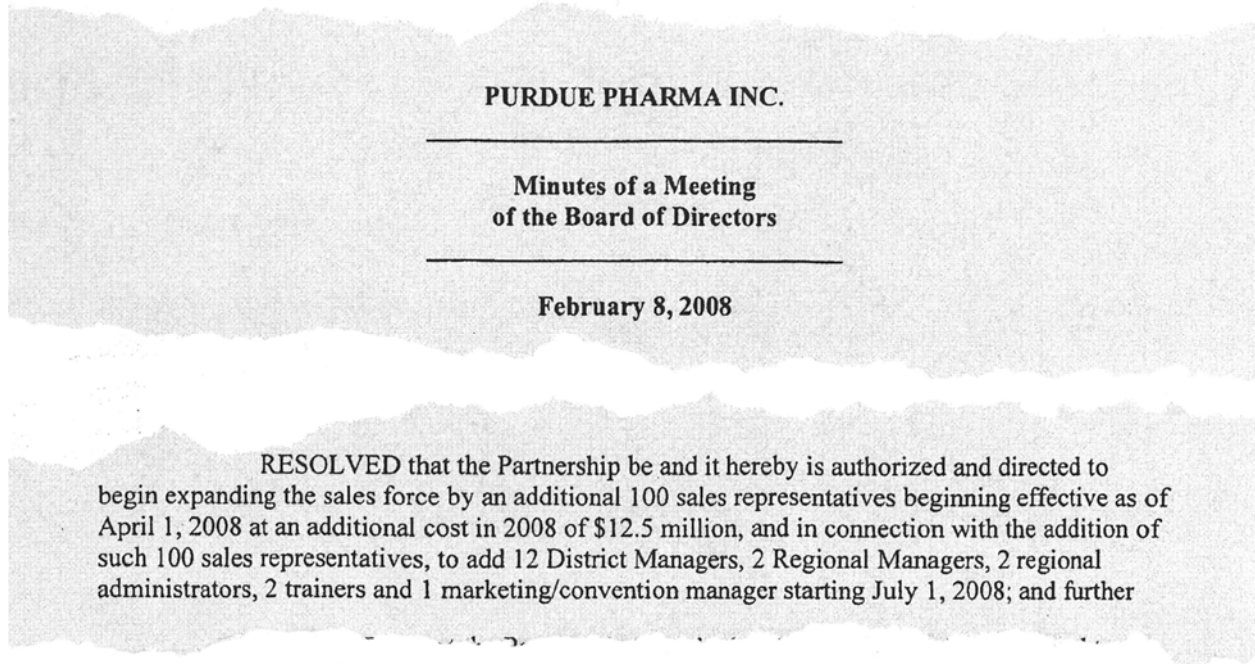 PURDUE PHARMA INC.
Minutes of a Meeting
of the Board of Directors
February 8, 2008
RESOLVED that the Partnership be and it hereby is authorized and directed to
begin expanding the sales force by an additional 100 sales representatives beginning effective as of
April 1, 2008 at an additional cost in 2008 of $12.5 million, and in connection with the addition of
such 100 sales representatives, to add 12 District Managers, 2 Regional Managers, 2 regional
administrators, 2 trainers and 1 marketing/convention manager starting July 1, 2008; and further